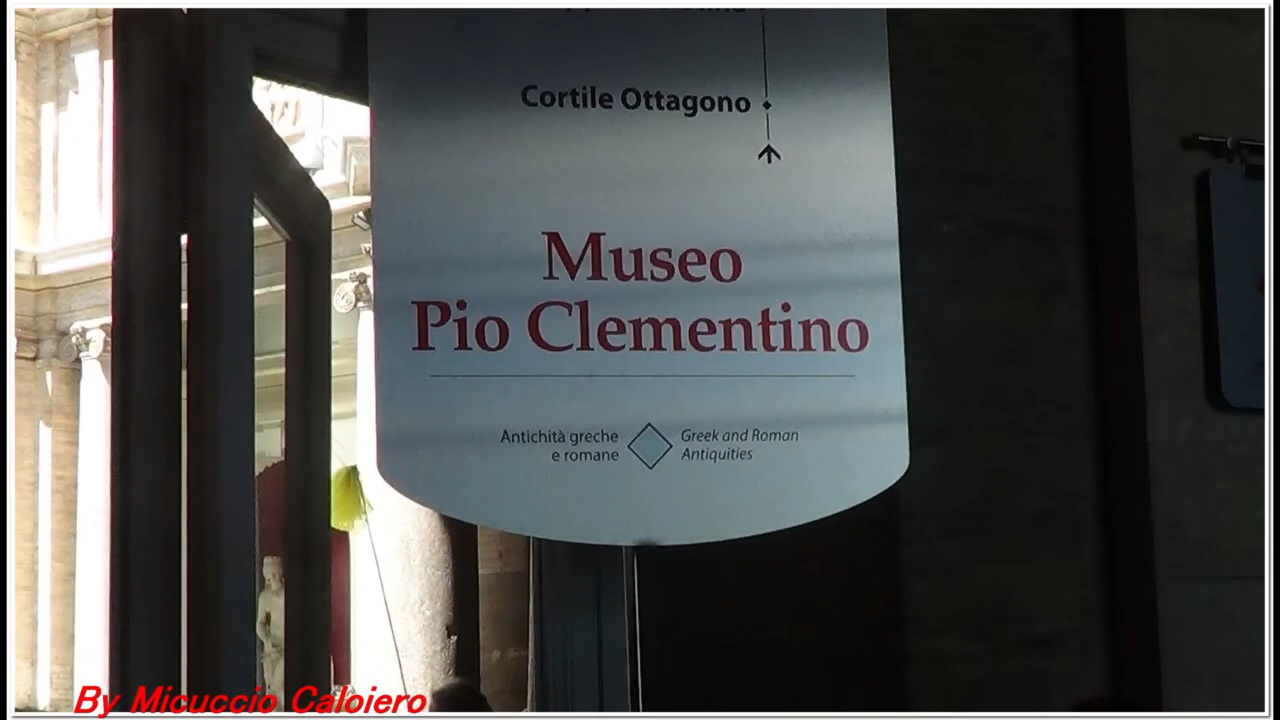 Cortile Ottagono
Museo
Pio Clementino
Antichità greche
e romane
Greek and Roman
Antiquities
By Micuccio Caloiero